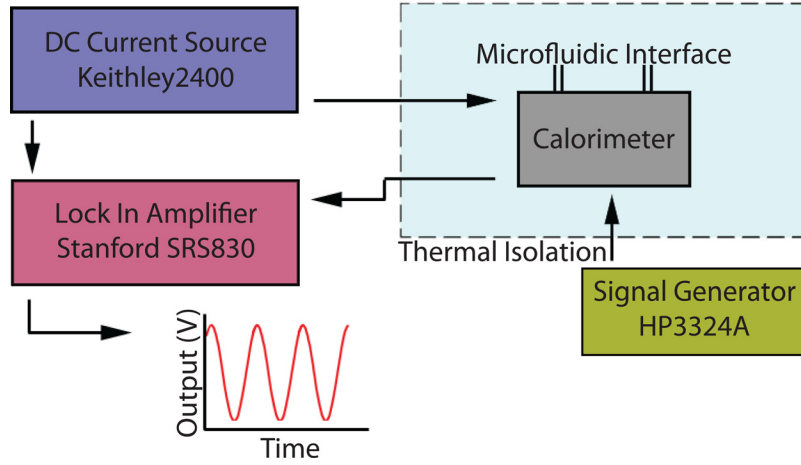 DC Current Source
Keithley2400
Microfluidic Interface
Calorimeter
Lock In Amplifier
Stanford SRS830
Thermal Isolation
Signal Generator
HP3324A
Output (V)
Time